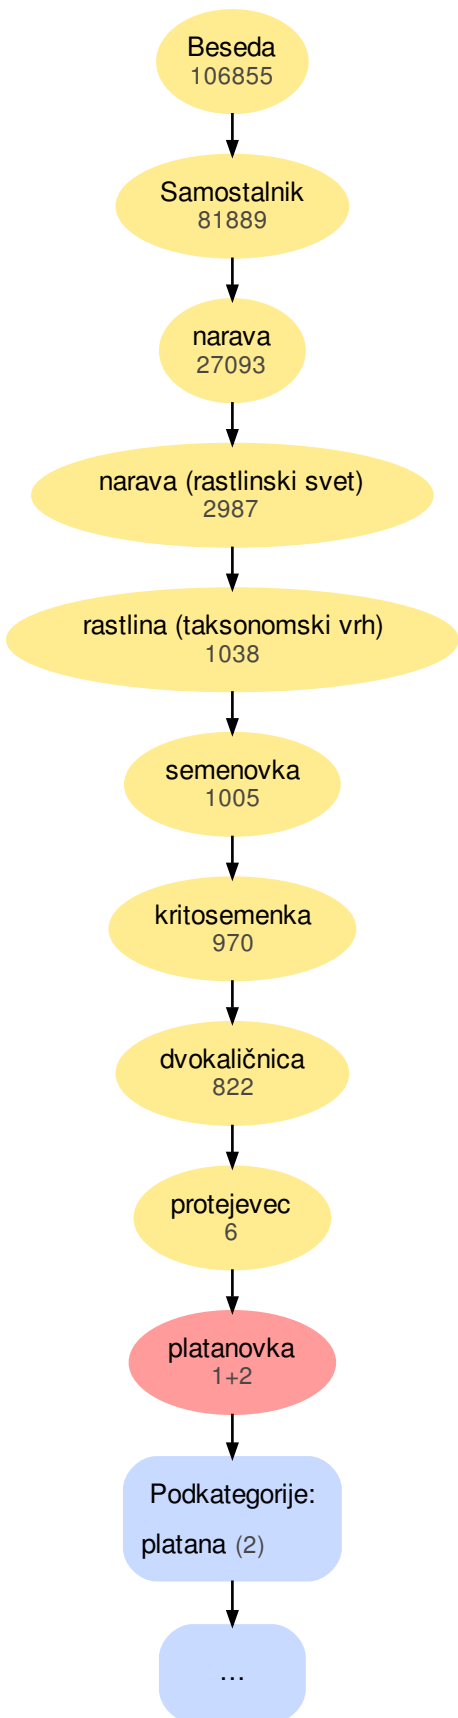 Beseda
106855
Samostalnik
81889
narava
27093
narava (rastlinski svet)
2987
rastlina (taksonomski vrh)
1038
semenovka
1005
kritosemenka
970
dvokaličnica
822
protejevec
6
platanovka
1+2
Podkategorije:
platana (2)
...